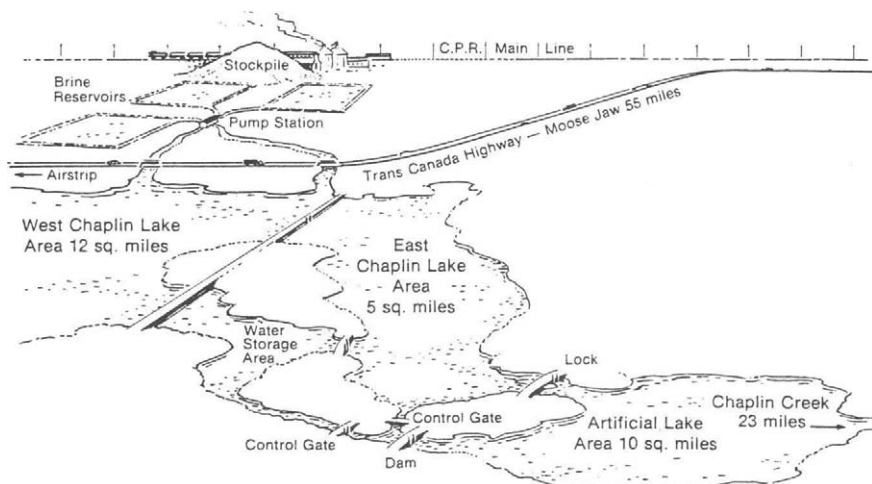 C.P.R. Main Line
Stockpile
Brine
Reservoirs
Pump Station
Trans Canada Highway — Moose Jaw 55 miles
Airstrip
West Chaplin Lake
Area 12 sq. miles
East
Chaplin Lake
Area
5 sq. miles
Water
Storage
Area
Lock
Chaplin Creek
23 miles
Control Gate
Artificial Lake
Area 10 sq. miles
Control Gate
Dam